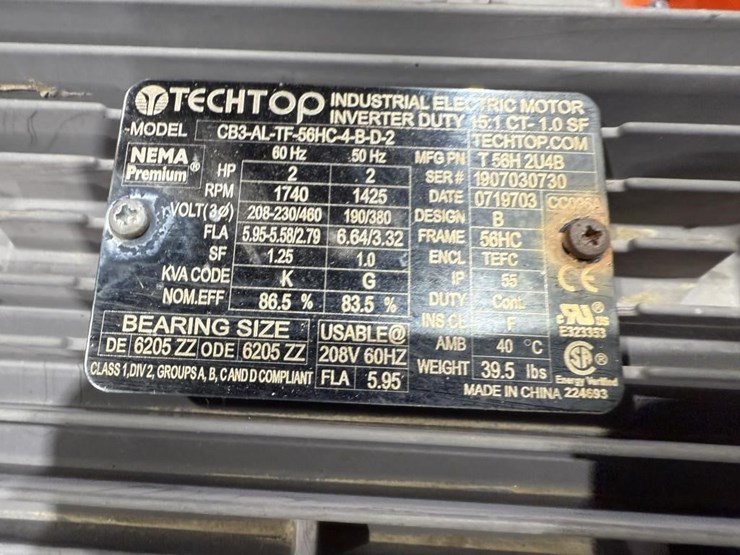 TECHTOP INDUSTRIAL ELECTRIC MOTOR
INVERTER DUTY 15:1 CT- 1.0 SF
MODEL CB3-AL-TF-56HC-4-B-D-2 TECHTOP.COM
NEMA Premium®
60 Hz 50 Hz MFG PN T 56H 2U4B
HP 2 2 SER # 1907030730
RPM 1740 1425 DATE 0719703 CC096A
VOLT(3Ø) 208-230/460 190/380 DESIGN B
FLA 5.95-5.58/2.79 6.64/3.32 FRAME 56HC
SF 1.25 1.0 ENCL TEFC
KVA CODE K G IP 55 CE
NOM.EFF 86.5 % 83.5 % DUTY Cont.
BEARING SIZE USABLE@ INS CL F E323353
DE 6205 ZZ ODE 6205 ZZ 208V 60HZ AMB 40 °C
CLASS 1,DIV 2, GROUPS A, B, C AND D COMPLIANT FLA 5.95 WEIGHT 39.5 lbs Energy Verified
MADE IN CHINA 224693